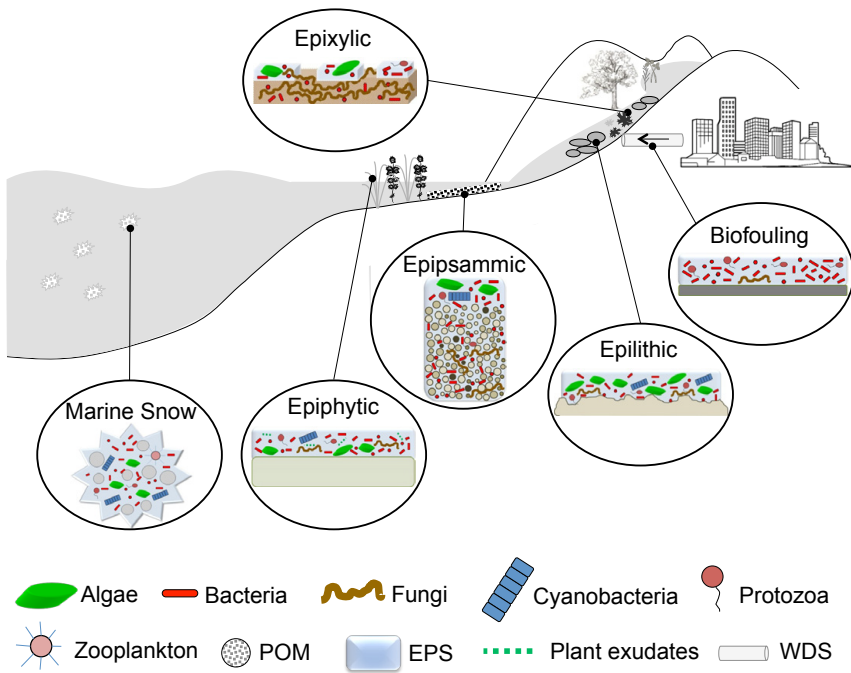 Epixylic
Biofouling
Epipsammic
Epilithic
Marine Snow
Epiphytic
Algae
Bacteria
Fungi
Cyanobacteria
Protozoa
Zooplankton
POM
EPS
Plant exudates
WDS